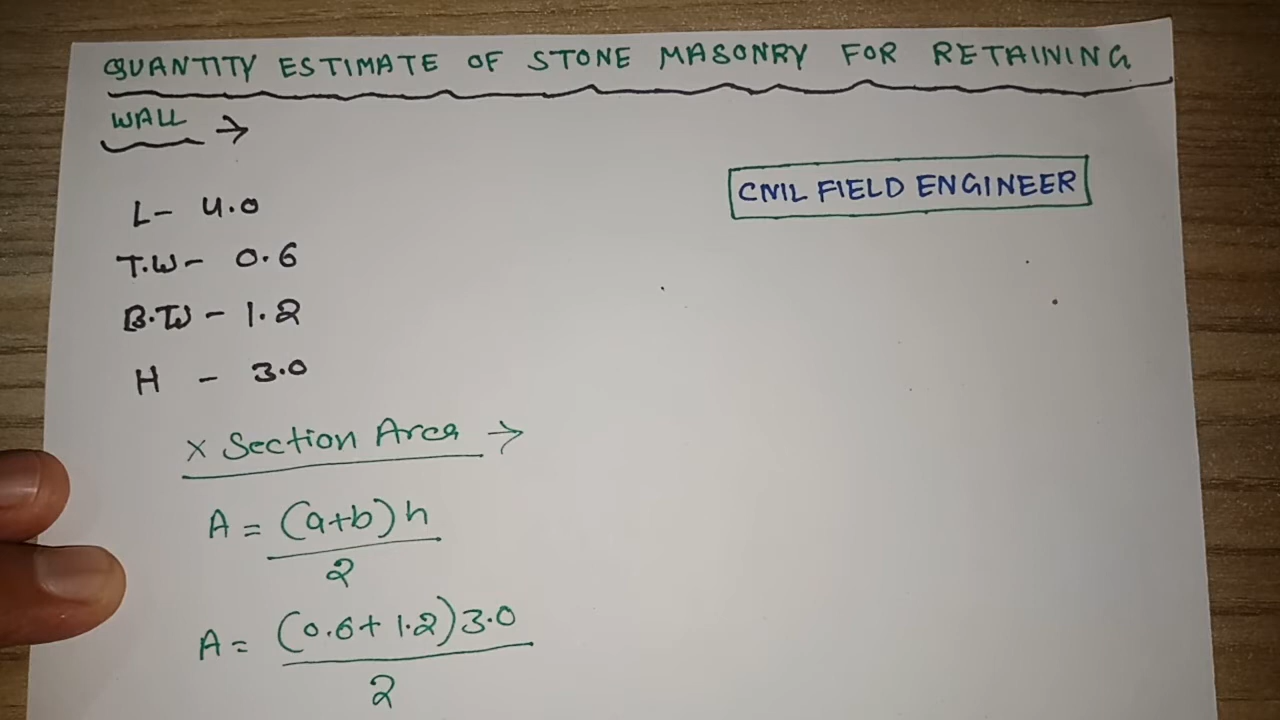 QUANTITY ESTIMATE OF STONE MASONRY FOR RETAINING
WALL →
CIVIL FIELD ENGINEER
L- 4.0
T.W- 0.6
B.W - 1.2
H - 3.0
X Section Area →
A = (a+b)h
2
A = (0.6+1.2)3.0
2